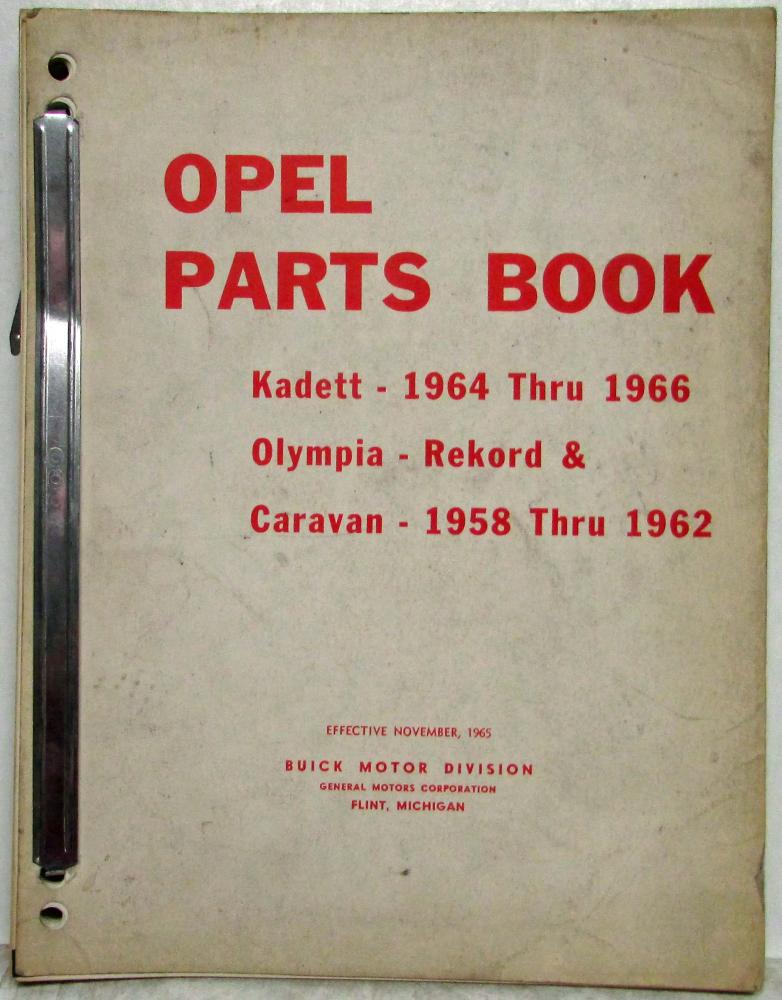 OPEL
PARTS BOOK
Kadett - 1964 Thru 1966
Olympia - Rekord &
Caravan - 1958 Thru 1962
EFFECTIVE NOVEMBER, 1965
BUICK MOTOR DIVISION
GENERAL MOTORS CORPORATION
FLINT, MICHIGAN